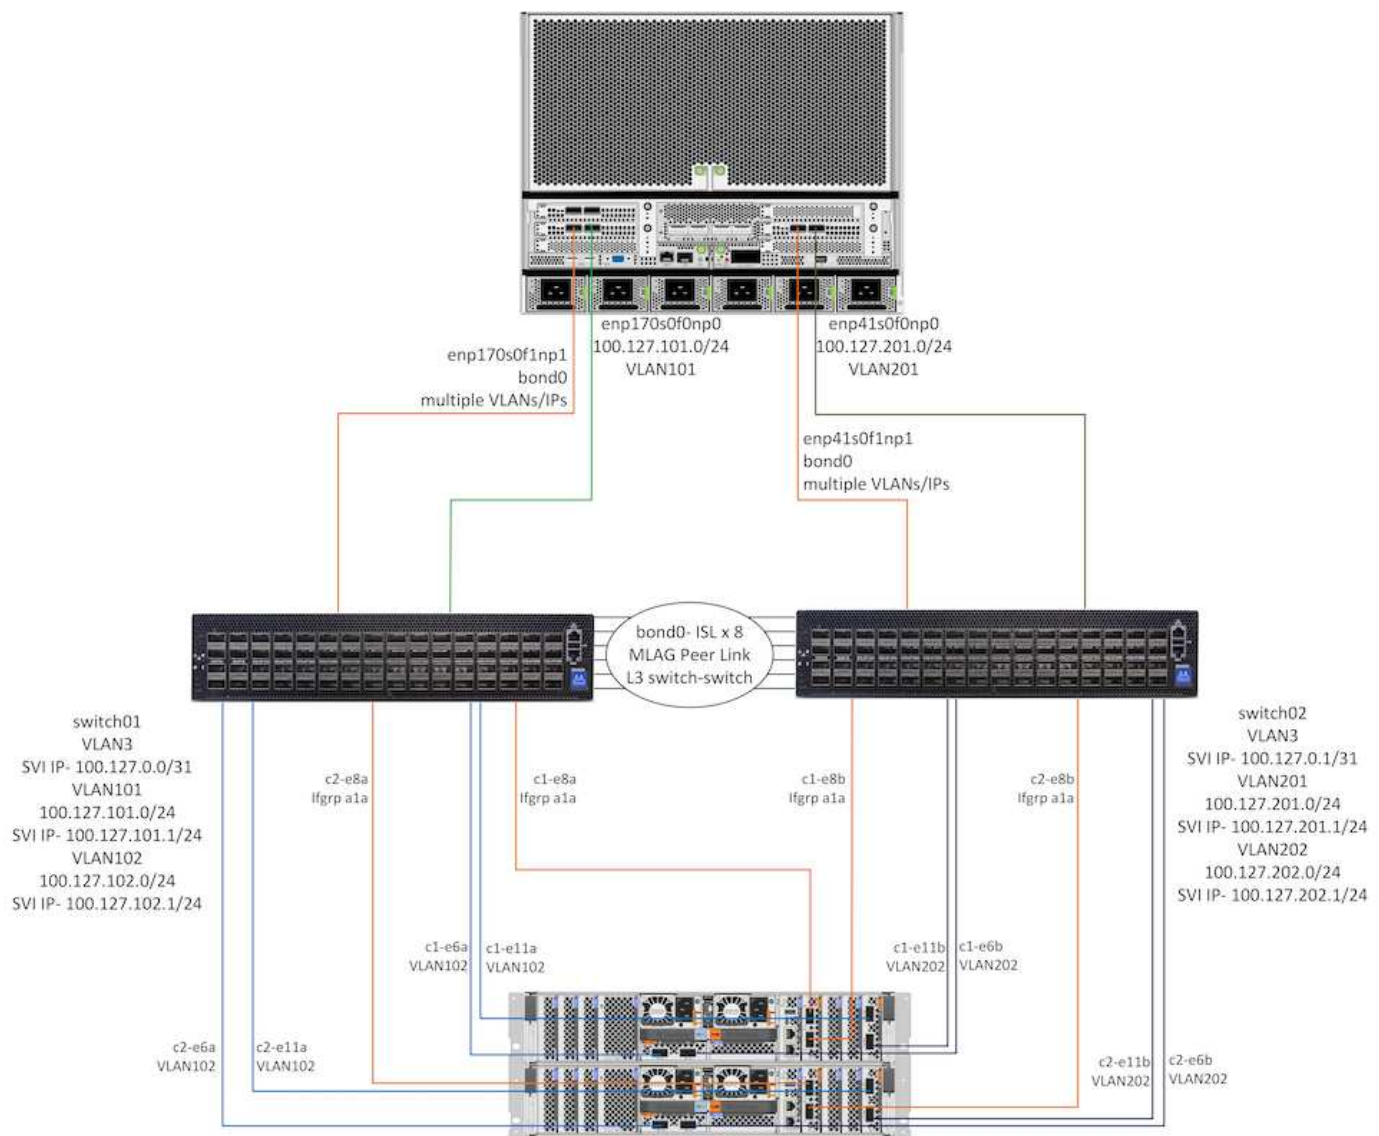 enp170s0f0np0
100.127.101.0/24
VLAN101
enp41s0f0np0
100.127.201.0/24
VLAN201
enp170s0f1np1
bond0
multiple VLANs/IPs
enp41s0f1np1
bond0
multiple VLANs/IPs
bond0- ISL x 8
MLAG Peer Link
L3 switch-switch
switch01
VLAN3
SVI IP- 100.127.0.0/31
VLAN101
100.127.101.0/24
SVI IP- 100.127.101.1/24
VLAN102
100.127.102.0/24
SVI IP- 100.127.102.1/24
c2-e8a
Ifgrp a1a
c1-e8a
Ifgrp a1a
c1-e8b
Ifgrp a1a
c2-e8b
Ifgrp a1a
switch02
VLAN3
SVI IP- 100.127.0.1/31
VLAN201
100.127.201.0/24
SVI IP- 100.127.201.1/24
VLAN202
100.127.202.0/24
SVI IP- 100.127.202.1/24
c1-e6a
VLAN102
c1-e11a
VLAN102
c1-e11b
VLAN202
c1-e6b
VLAN202
c2-e6a
VLAN102
c2-e11a
VLAN102
c2-e11b
VLAN202
c2-e6b
VLAN202